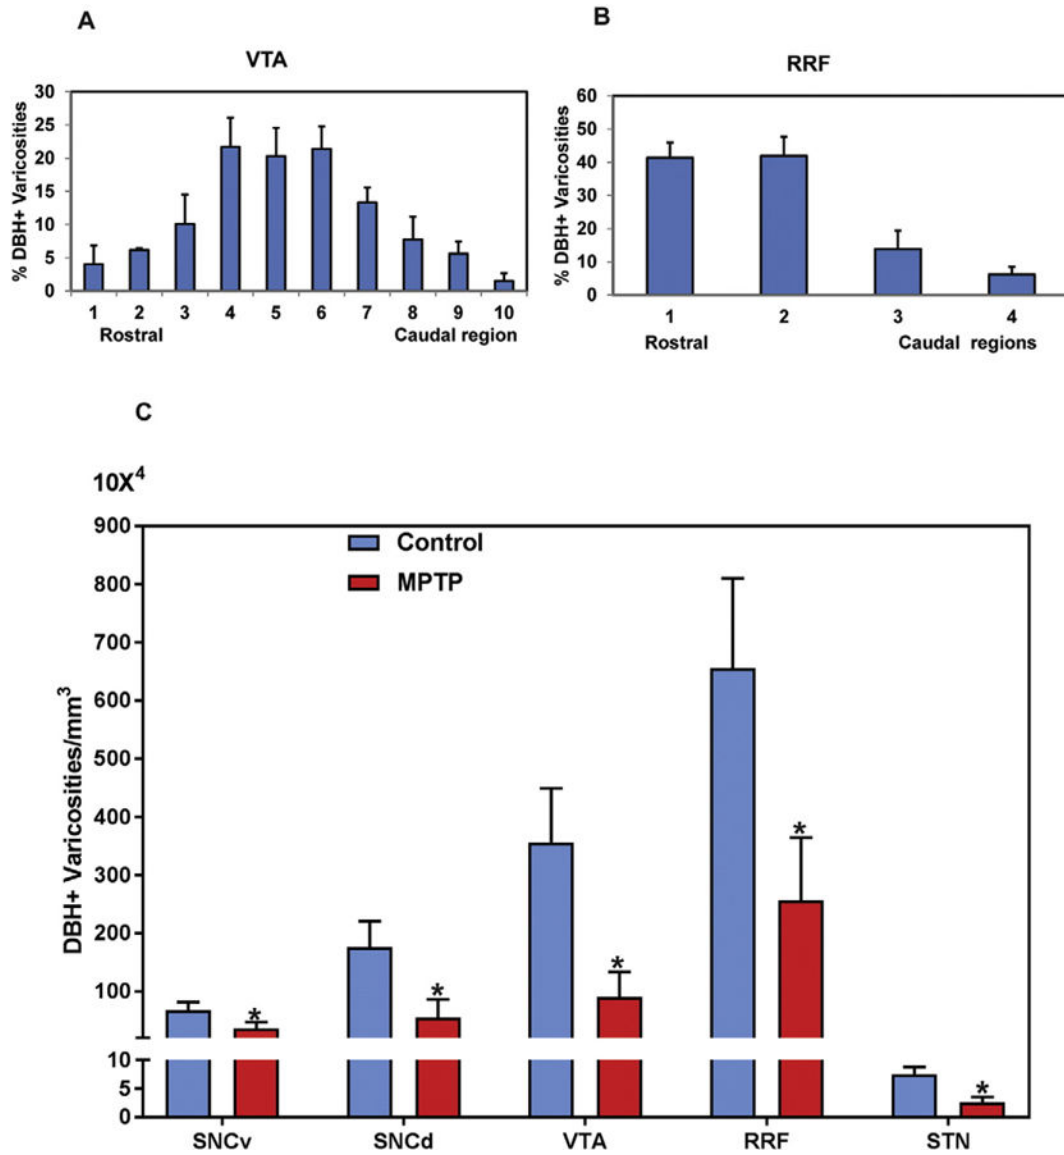 A
VTA
% DBH+ Varicosities
30
25
20
15
10
5
0
1 2 3 4 5 6 7 8 9 10
Rostral Caudal region
B
RRF
% DBH+ Varicosities
60
50
40
30
20
10
0
1 2 3 4
Rostral Caudal regions
C
10X⁴
DBH+ Varicosities/mm³
900
800
700
600
500
400
300
200
100
10
5
0
Control
MPTP
*
*
*
*
*
SNCv SNCd VTA RRF STN